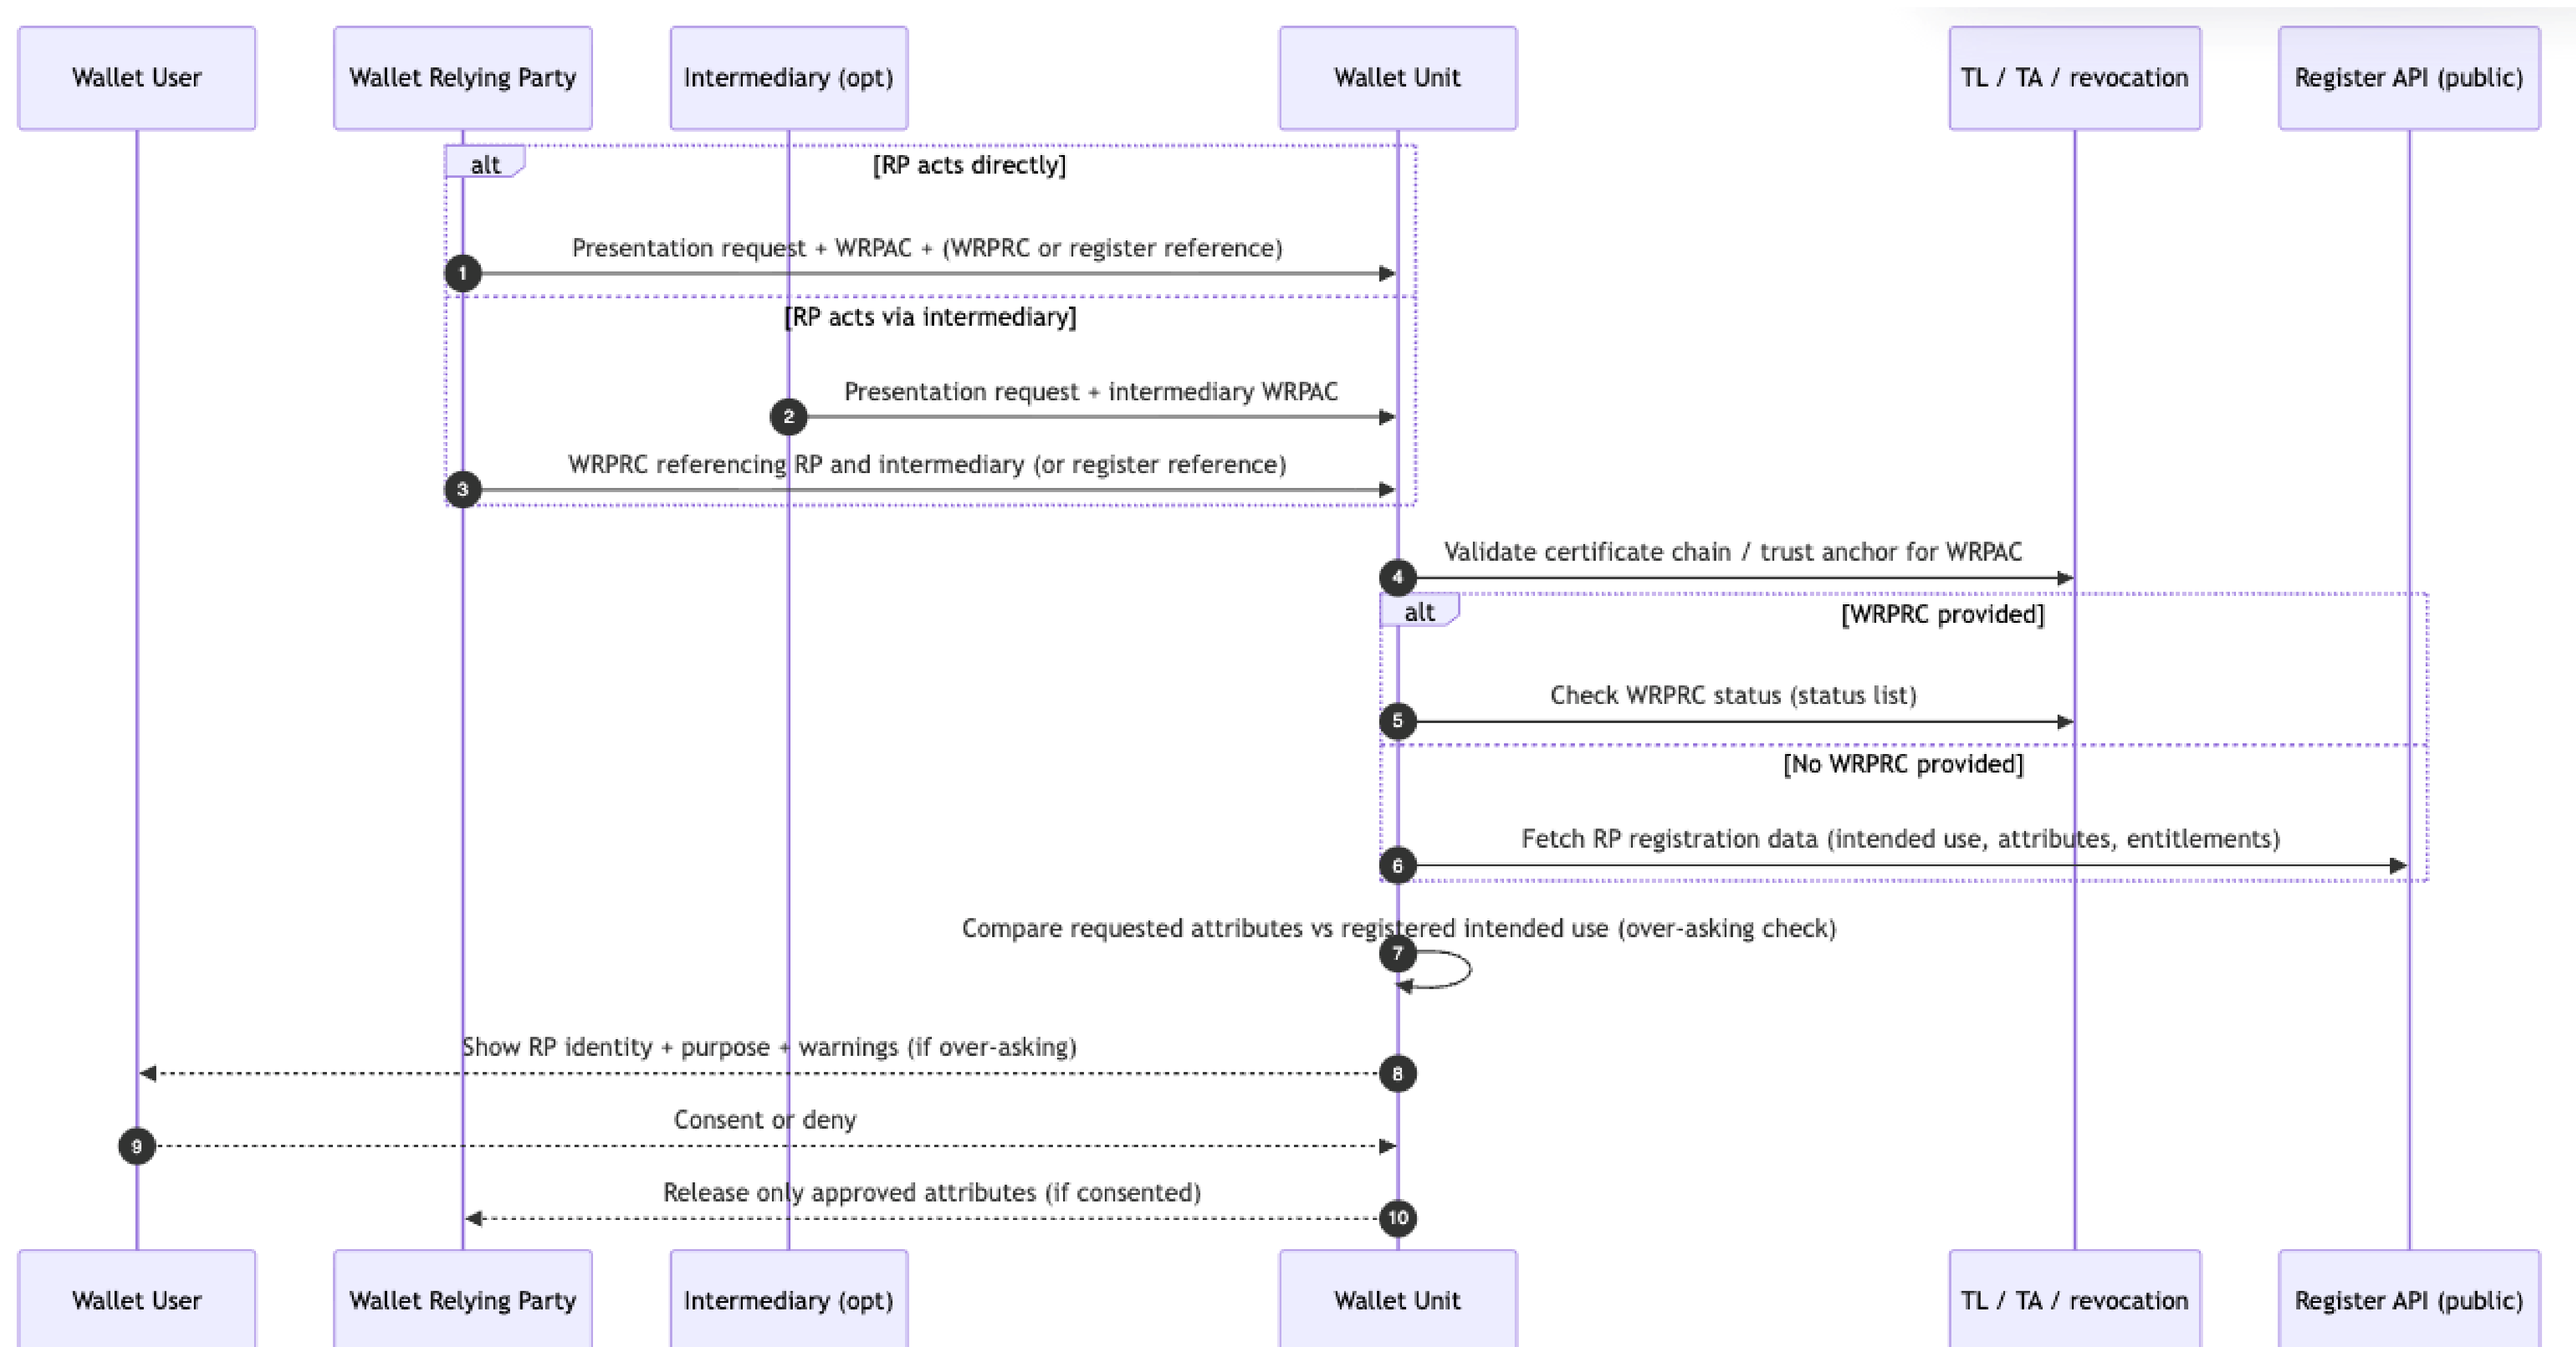 Wallet User
Wallet Relying Party
Intermediary (opt)
Wallet Unit
TL / TA / revocation
Register API (public)
alt
[RP acts directly]
Presentation request + WRPAC + (WRPRC or register reference)
1
[RP acts via intermediary]
Presentation request + intermediary WRPAC
2
WRPRC referencing RP and intermediary (or register reference)
3
Validate certificate chain / trust anchor for WRPAC
4
alt
[WRPRC provided]
Check WRPRC status (status list)
5
[No WRPRC provided]
Fetch RP registration data (intended use, attributes, entitlements)
6
Compare requested attributes vs registered intended use (over-asking check)
7
Show RP identity + purpose + warnings (if over-asking)
8
Consent or deny
9
Release only approved attributes (if consented)
10
Wallet User
Wallet Relying Party
Intermediary (opt)
Wallet Unit
TL / TA / revocation
Register API (public)